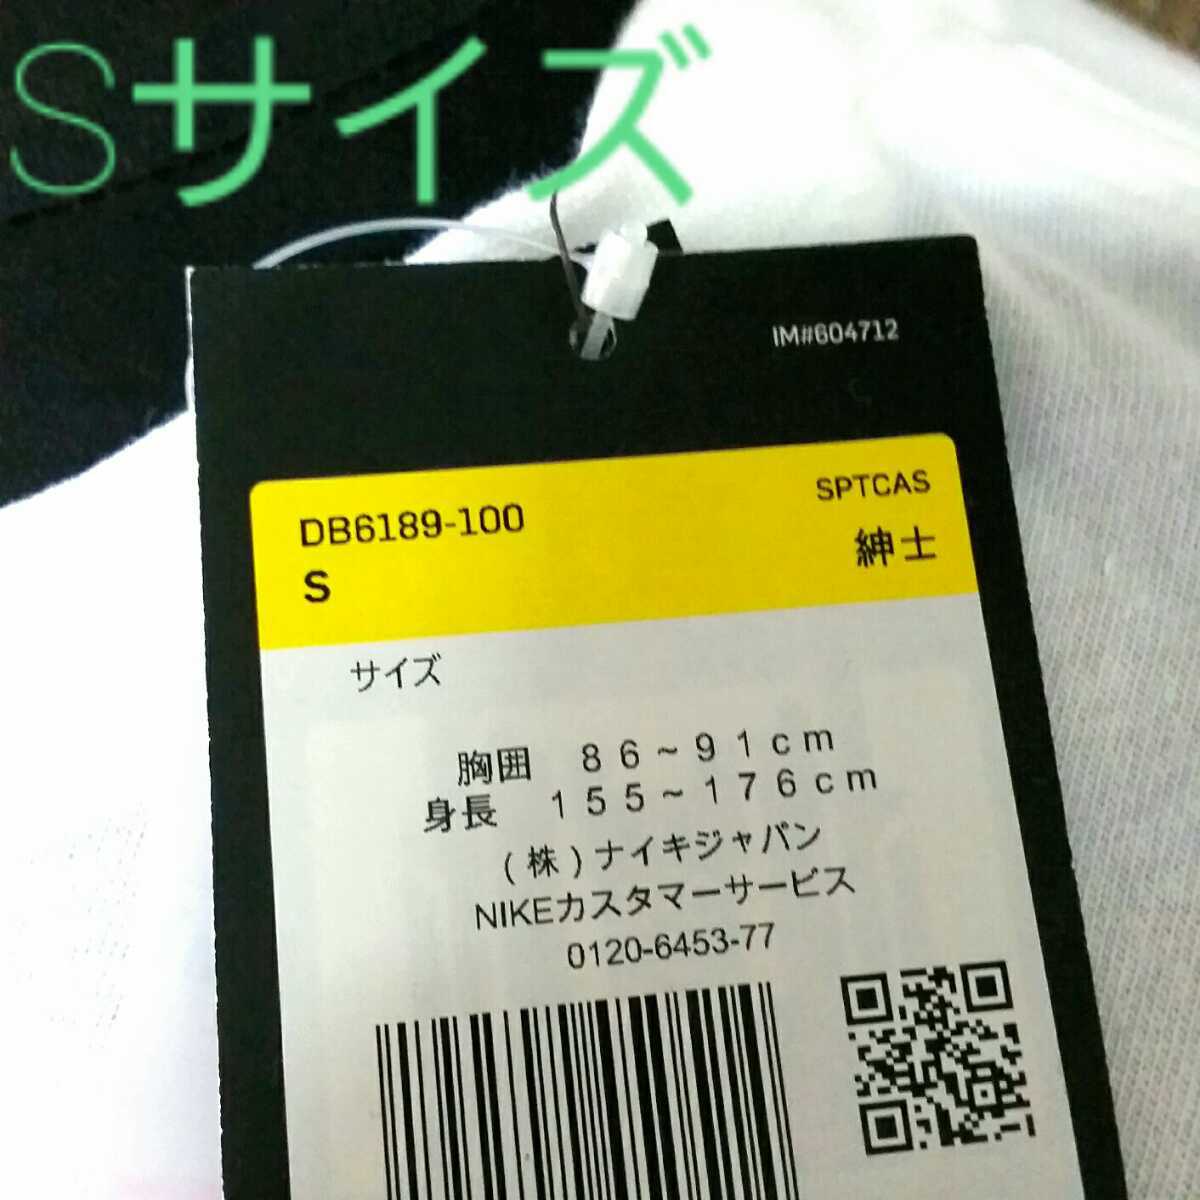 Sサイズ
IM#604712
DB6189-100
SPTCAS
S
紳士
サイズ
胸囲 86~91cm
身長 155~176cm
(株)ナイキジャパン
NIKEカスタマーサービス
0120-6453-77